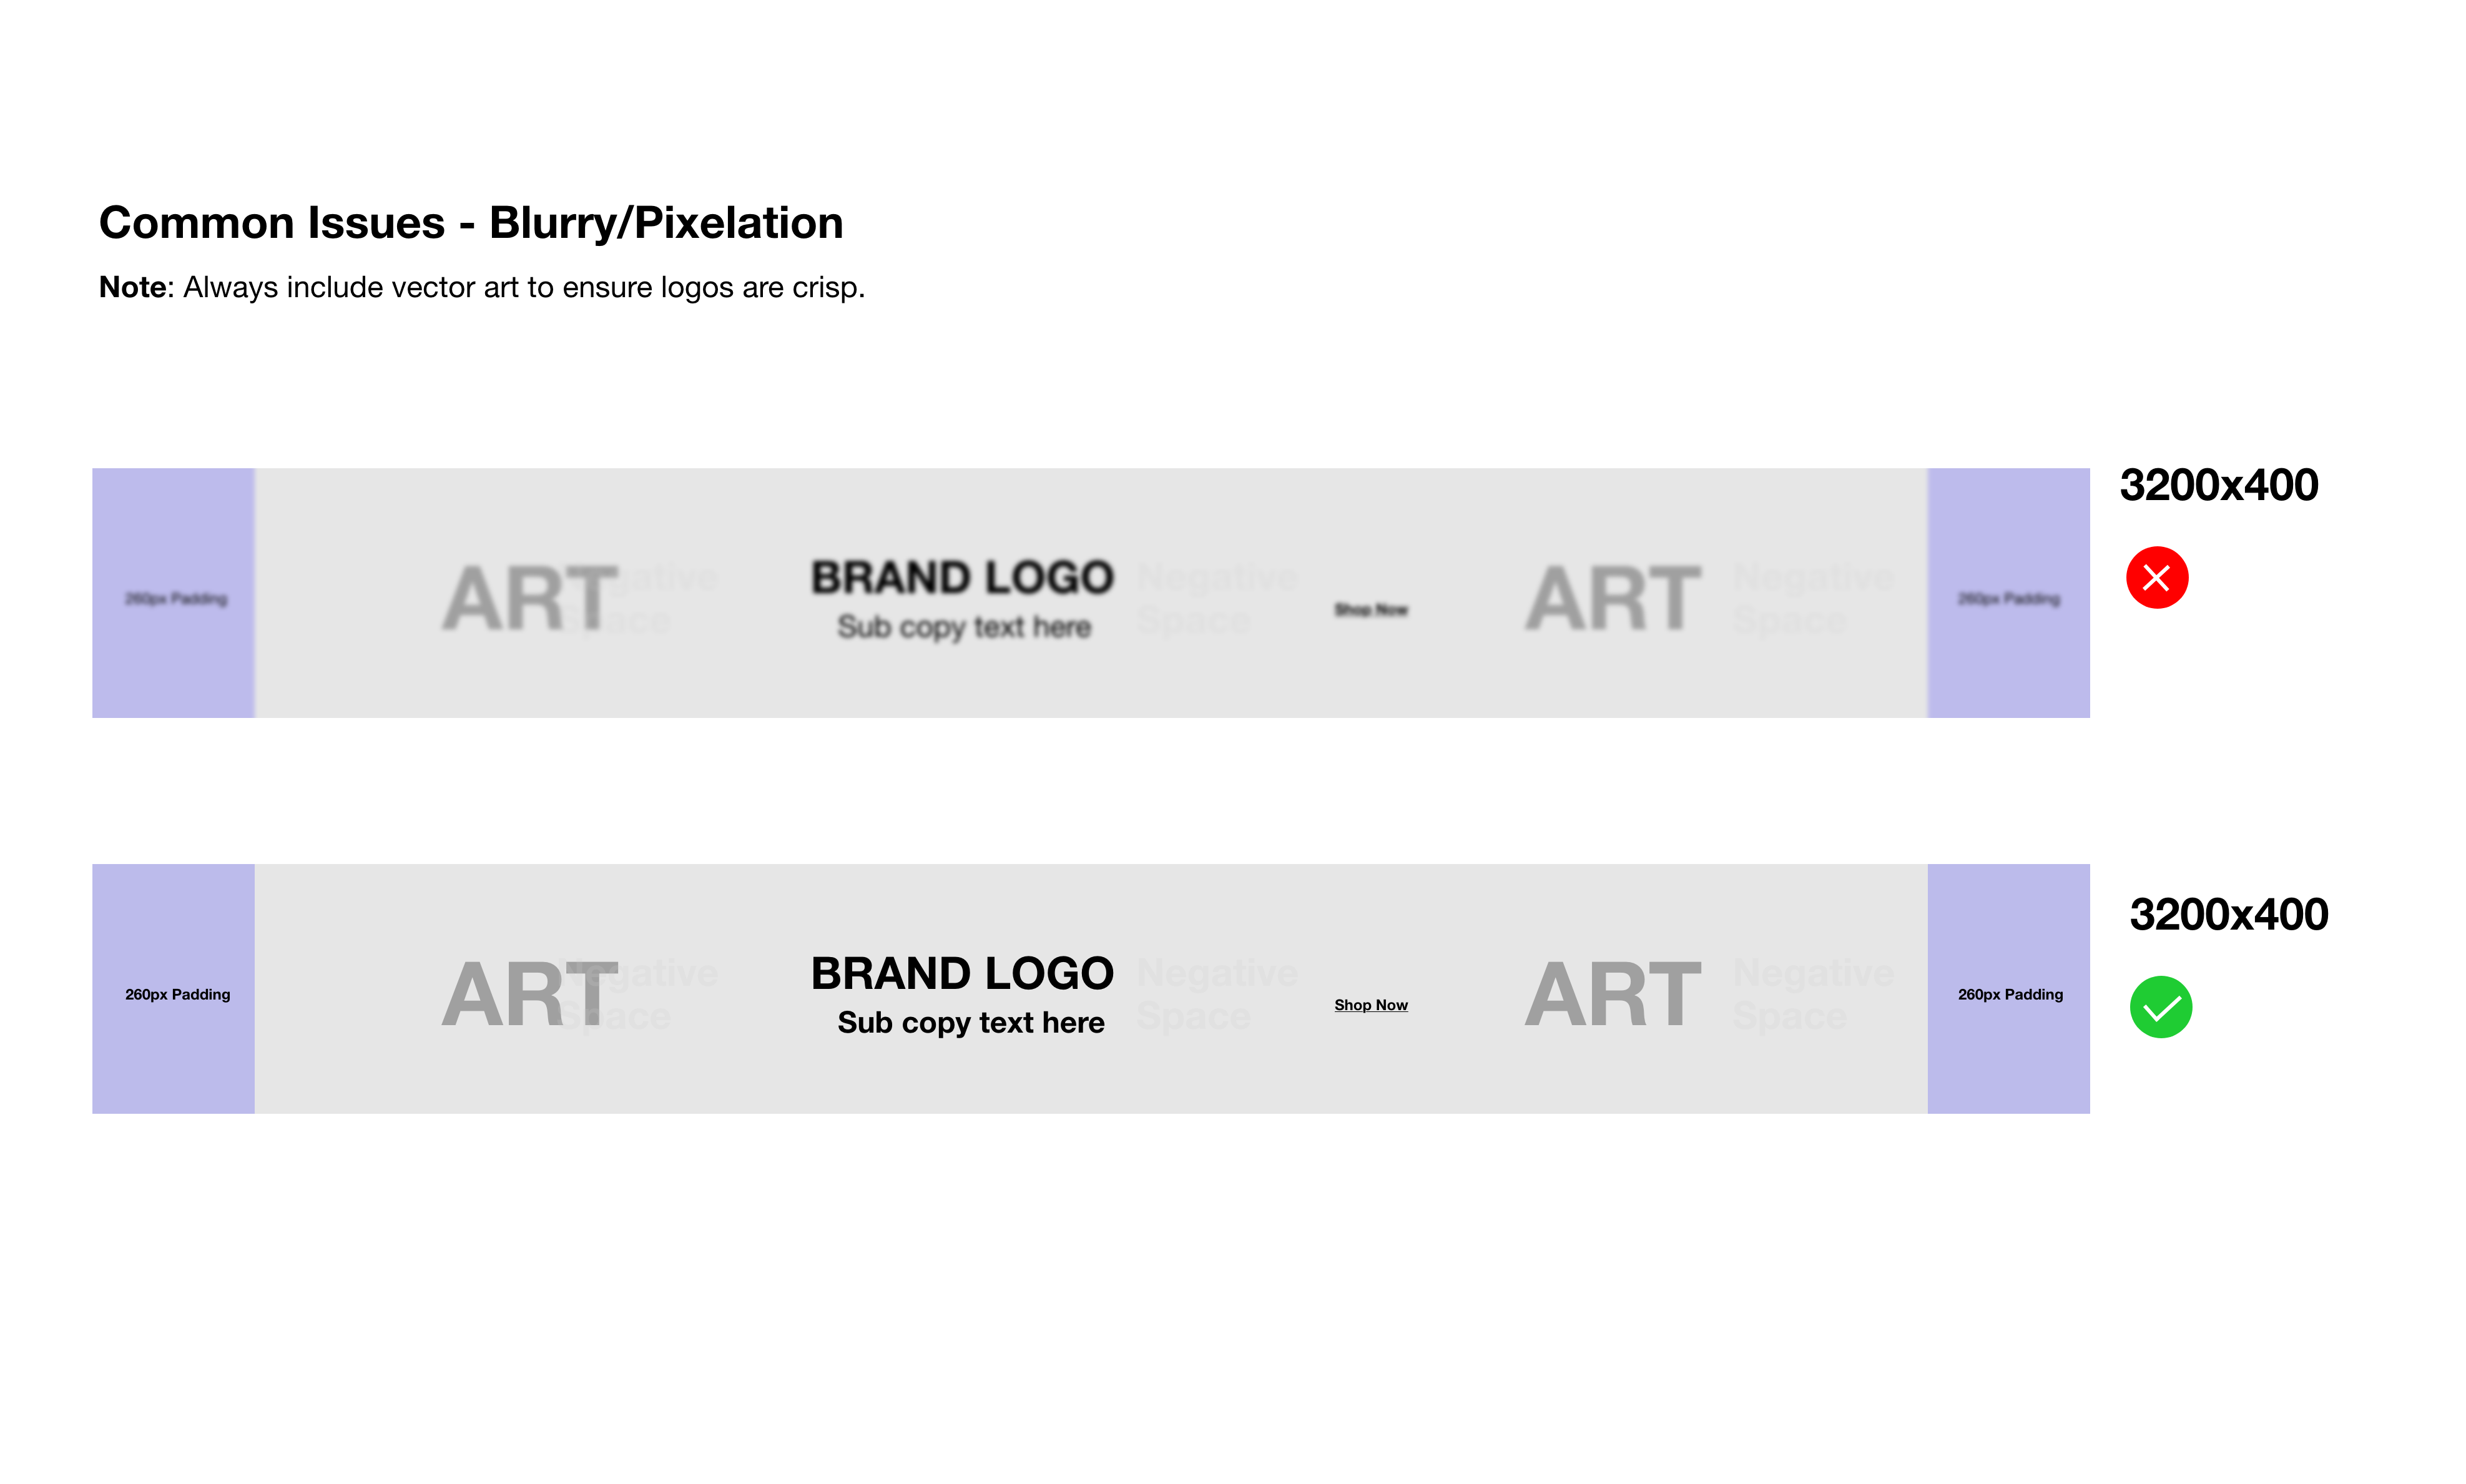 Common Issues - Blurry/Pixelation
Note: Always include vector art to ensure logos are crisp.
3200x400
260px Padding
ART
Negative
Space
BRAND LOGO
Sub copy text here
Negative
Space
Shop Now
ART
Negative
Space
260px Padding
3200x400
260px Padding
ART
Negative
Space
BRAND LOGO
Sub copy text here
Negative
Space
Shop Now
ART
Negative
Space
260px Padding